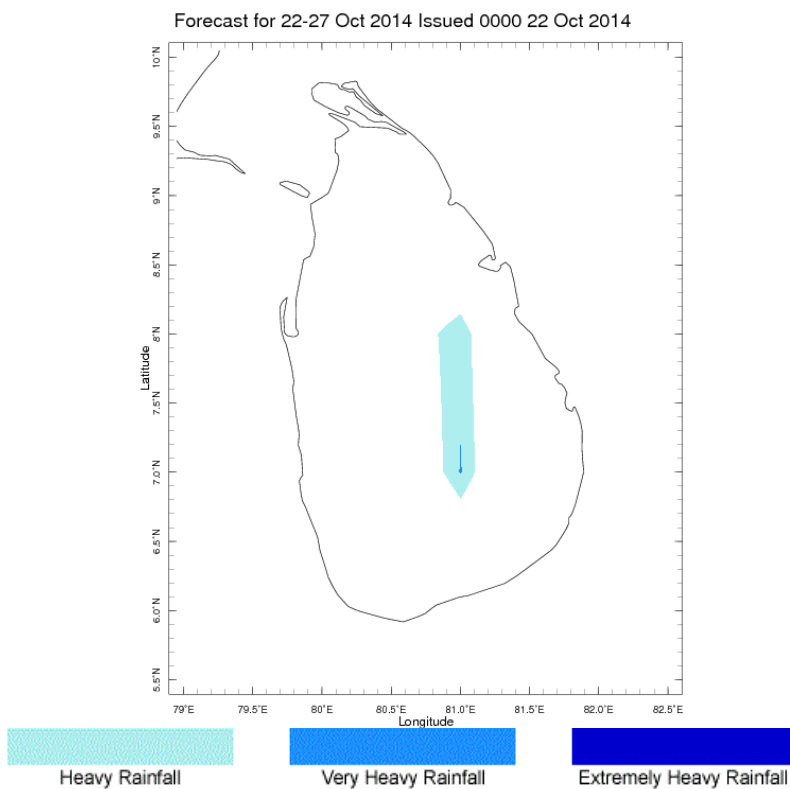 Forecast for 22-27 Oct 2014 Issued 0000 22 Oct 2014
10°N
9.5°N
9°N
8.5°N
8°N
7.5°N
7.0°N
6.5°N
6.0°N
5.5°N
Latitude
79°E 79.5°E 80°E 80.5°E 81.0°E 81.5°E 82.0°E 82.5°E
Longitude
Heavy Rainfall Very Heavy Rainfall Extremely Heavy Rainfall